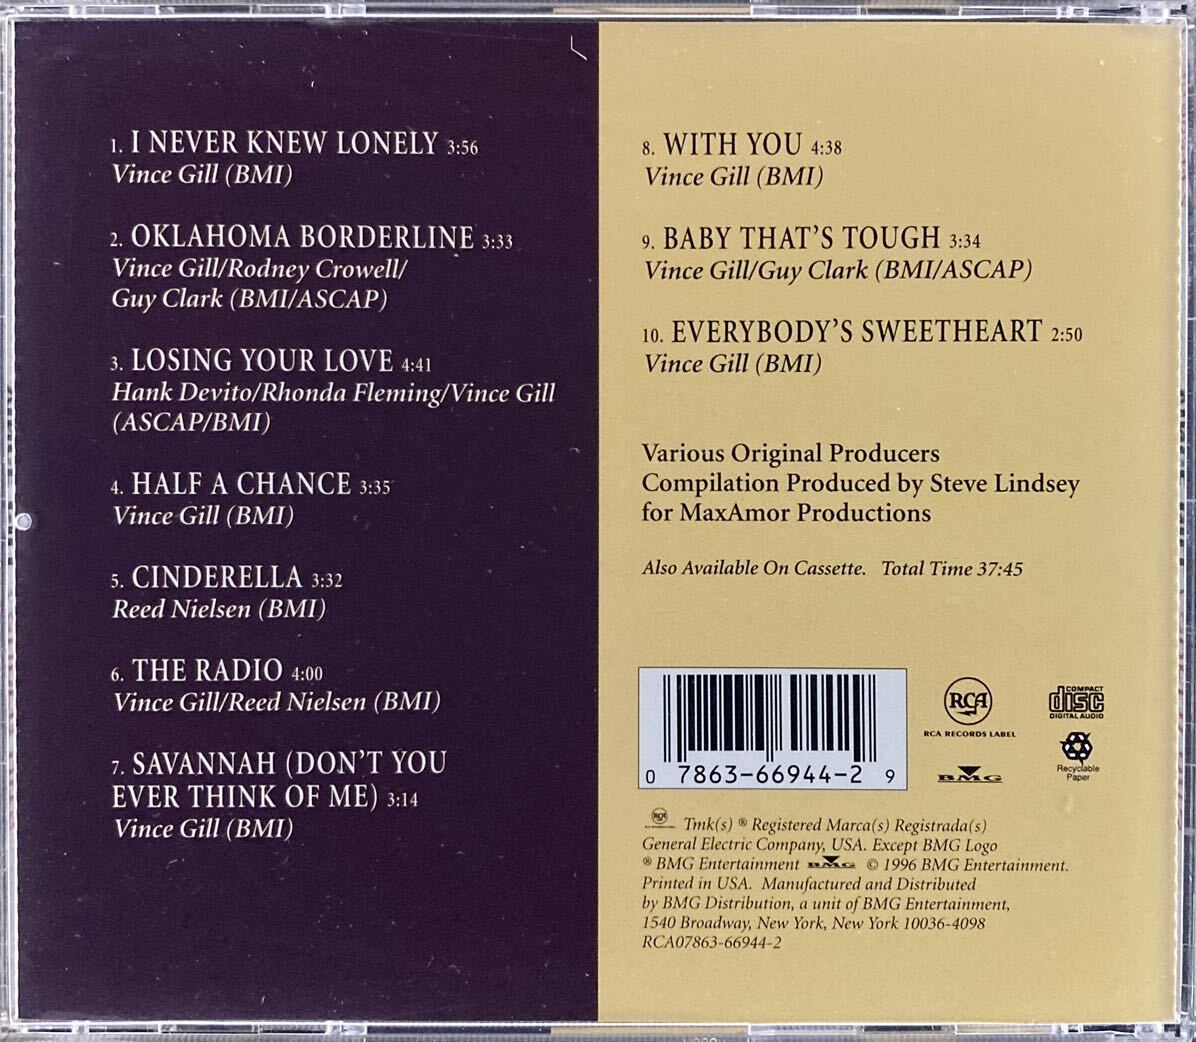 1. I NEVER KNEW LONELY 3:56
Vince Gill (BMI)
2. OKLAHOMA BORDERLINE 3:33
Vince Gill/Rodney Crowell/
Guy Clark (BMI/ASCAP)
3. LOSING YOUR LOVE 4:41
Hank Devito/Rhonda Fleming/Vince Gill
(ASCAP/BMI)
4. HALF A CHANCE 3:35
Vince Gill (BMI)
5. CINDERELLA 3:32
Reed Nielsen (BMI)
6. THE RADIO 4:00
Vince Gill/Reed Nielsen (BMI)
7. SAVANNAH (DON'T YOU
EVER THINK OF ME) 3:14
Vince Gill (BMI)
8. WITH YOU 4:38
Vince Gill (BMI)
9. BABY THAT'S TOUGH 3:34
Vince Gill/Guy Clark (BMI/ASCAP)
10. EVERYBODY'S SWEETHEART 2:50
Vince Gill (BMI)
Various Original Producers
Compilation Produced by Steve Lindsey
for MaxAmor Productions
Also Available On Cassette. Total Time 37:45
0 7863-66944-2 9
RCA
RCA RECORDS LABEL
COMPACT
disc
DIGITAL AUDIO
BMG
Recyclable
Paper
RCA Tmk(s) ® Registered Marca(s) Registrada(s)
General Electric Company, USA. Except BMG Logo
® BMG Entertainment BMG © 1996 BMG Entertainment.
Printed in USA. Manufactured and Distributed
by BMG Distribution, a unit of BMG Entertainment,
1540 Broadway, New York, New York 10036-4098
RCA07863-66944-2